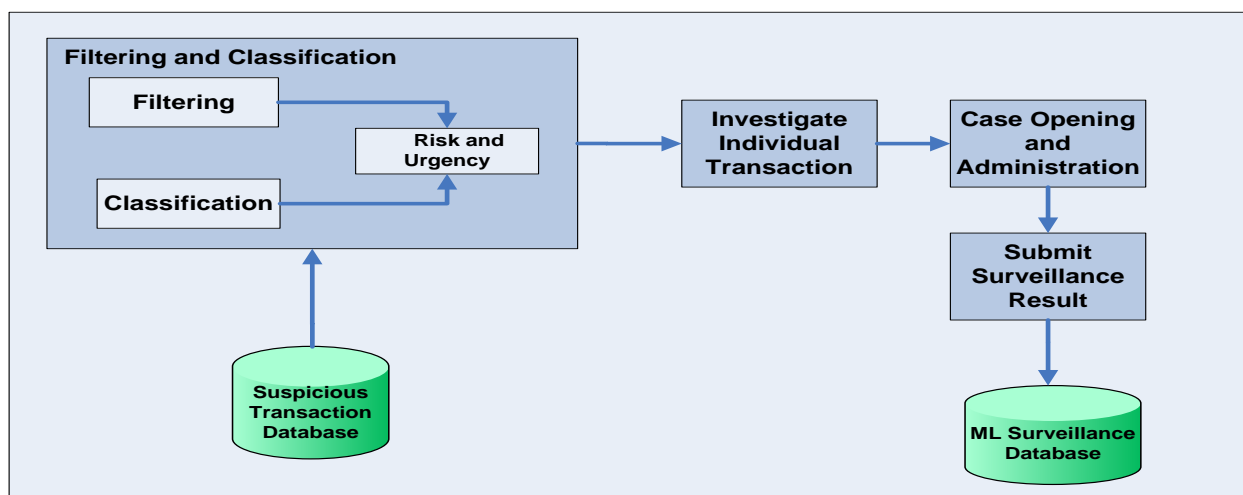 Filtering and Classification
Filtering
Risk and
Urgency
Classification
Investigate
Individual
Transaction
Case Opening
and
Administration
Submit
Surveillance
Result
Suspicious
Transaction
Database
ML Surveillance
Database